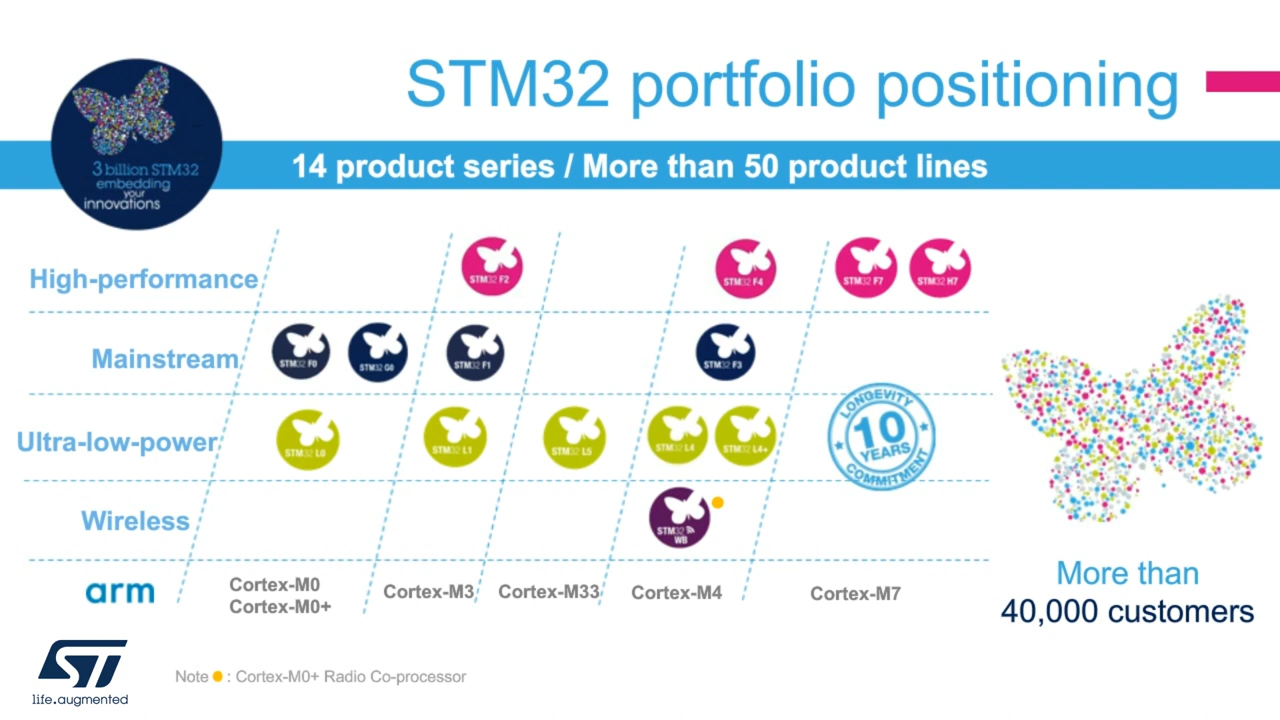 STM32 portfolio positioning
3 billion STM32
embedding
your
innovations
14 product series / More than 50 product lines
High-performance
STM32 F2
STM32 F4
STM32 F7
STM32 H7
Mainstream
STM32 F0
STM32 G0
STM32 F1
STM32 F3
Ultra-low-power
STM32 L0
STM32 L1
STM32 L5
STM32 L4
STM32 L4+
LONGEVITY
10
YEARS
COMMITMENT
Wireless
STM32
WB
arm
Cortex-M0
Cortex-M0+
Cortex-M3
Cortex-M33
Cortex-M4
Cortex-M7
More than
40,000 customers
ST
life.augmented
Note : Cortex-M0+ Radio Co-processor